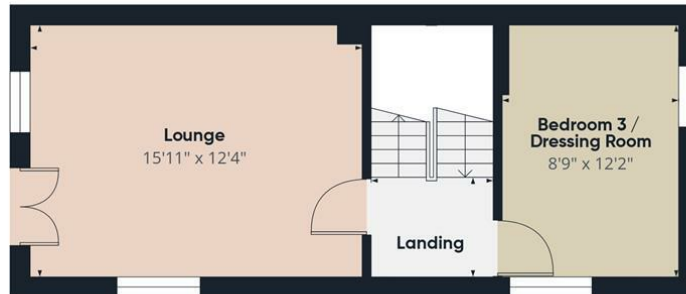 Lounge
15'11" x 12'4"
Landing
Bedroom 3 /
Dressing Room
8'9" x 12'2"